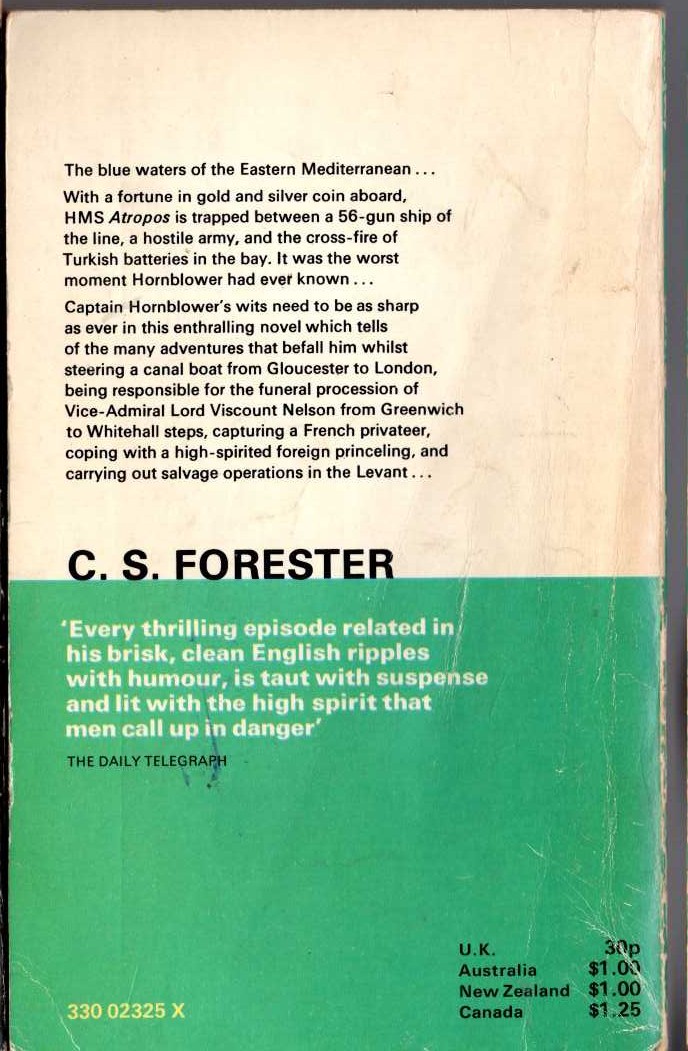 The blue waters of the Eastern Mediterranean...
With a fortune in gold and silver coin aboard,
HMS Atropos is trapped between a 56-gun ship of
the line, a hostile army, and the cross-fire of
Turkish batteries in the bay. It was the worst
moment Hornblower had ever known...
Captain Hornblower's wits need to be as sharp
as ever in this enthralling novel which tells
of the many adventures that befall him whilst
steering a canal boat from Gloucester to London,
being responsible for the funeral procession of
Vice-Admiral Lord Viscount Nelson from Greenwich
to Whitehall steps, capturing a French privateer,
coping with a high-spirited foreign princeling, and
carrying out salvage operations in the Levant...
C. S. FORESTER
'Every thrilling episode related in
his brisk, clean English ripples
with humour, is taut with suspense
and lit with the high spirit that
men call up in danger'
THE DAILY TELEGRAPH
U.K. 30p
Australia $1.00
New Zealand $1.00
Canada $1.25
330 02325 X